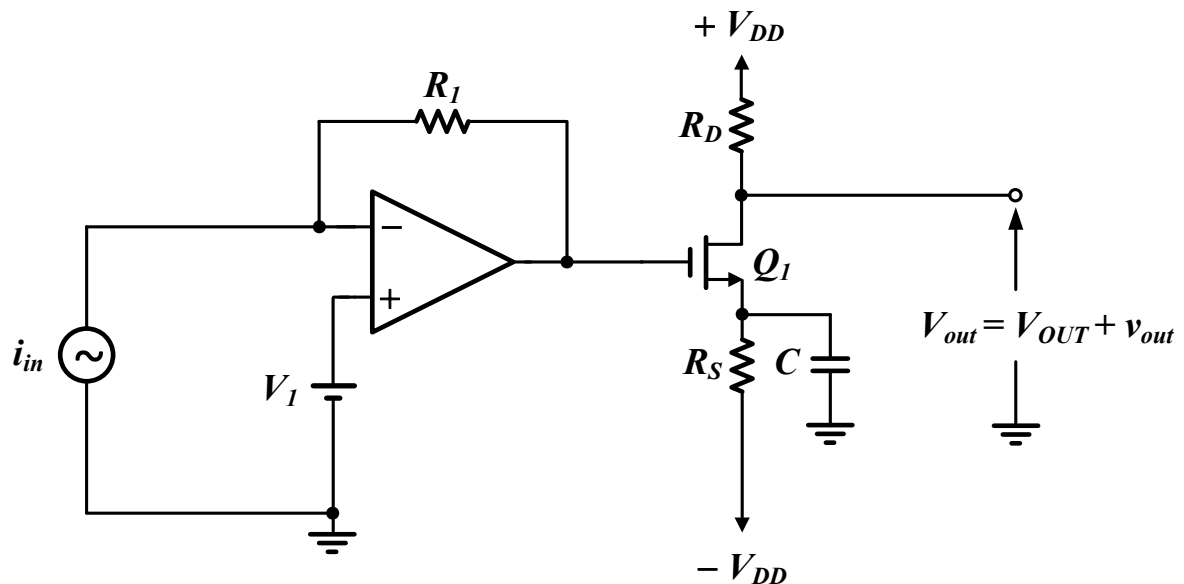 + V_DD
R_1
R_D
−
Q_1
+
V_out = V_OUT + v_out
i_in
R_S
C
V_1
− V_DD